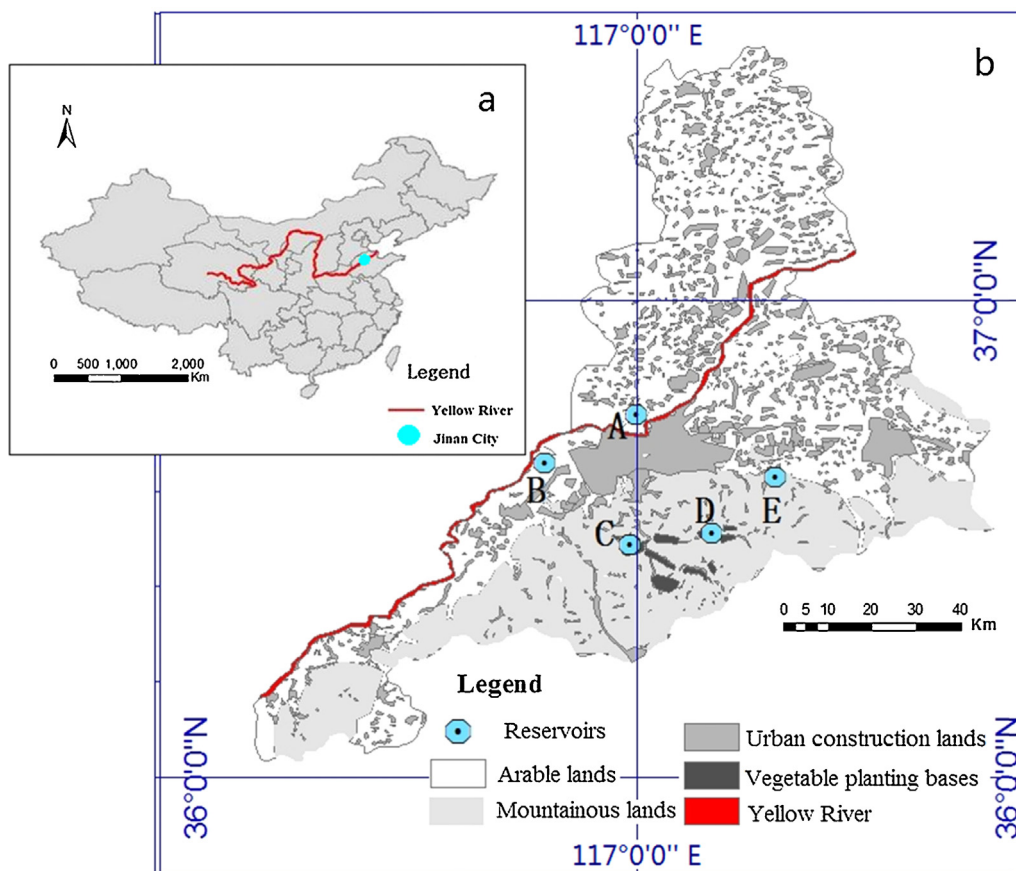 117°0'0'' E
b
a
N
0 500 1,000 2,000
Km
Legend
Yellow River
Jinan City
37°0'0''N
A
B
C
D
E
0 5 10 20 30 40
Km
Legend
Reservoirs
Arable lands
Mountainous lands
Urban construction lands
Vegetable planting bases
Yellow River
36°0'0''N
36°0'0''N
117°0'0'' E